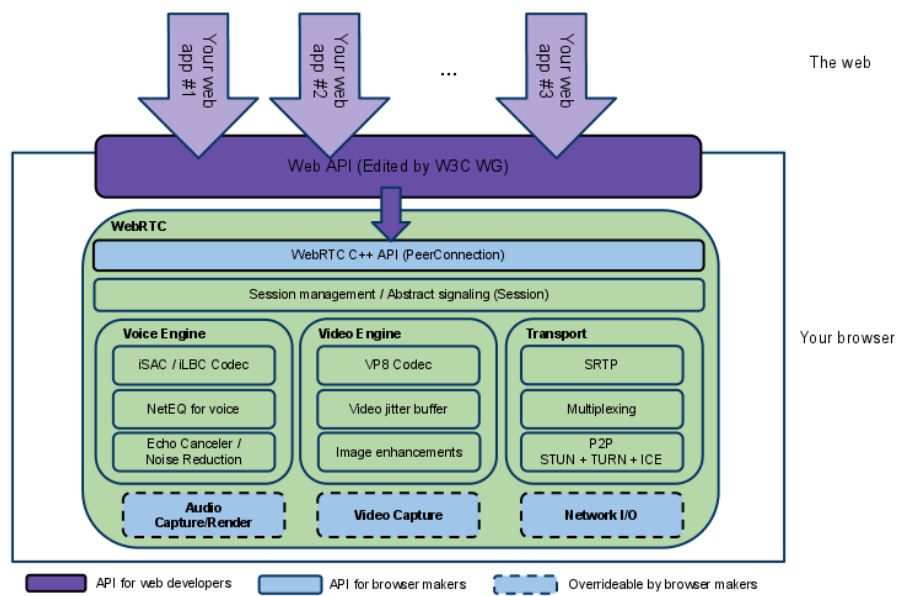 Your web
app #1
Your web
app #2
...
Your web
app #3
The web
Web API (Edited by W3C WG)
WebRTC
WebRTC C++ API (PeerConnection)
Session management / Abstract signaling (Session)
Your browser
Voice Engine
iSAC / iLBC Codec
NetEQ for voice
Echo Canceler /
Noise Reduction
Video Engine
VP8 Codec
Video jitter buffer
Image enhancements
Transport
SRTP
Multiplexing
P2P
STUN + TURN + ICE
Audio
Capture/Render
Video Capture
Network I/O
API for web developers
API for browser makers
Overrideable by browser makers